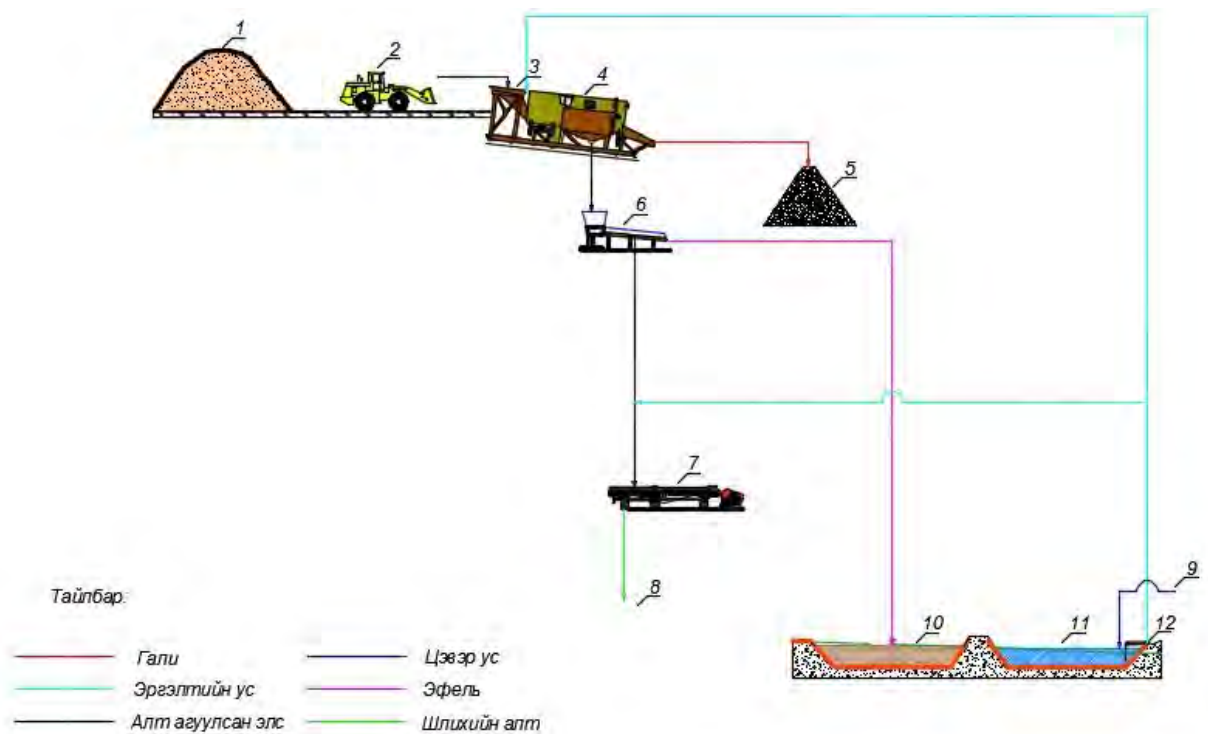 1
2
3
4
5
6
7
8
9
10
11
12
Тайлбар:
Гали
Цэвэр ус
Эргэлтийн ус
Эфель
Алт агуулсан элс
Шлихийн алт